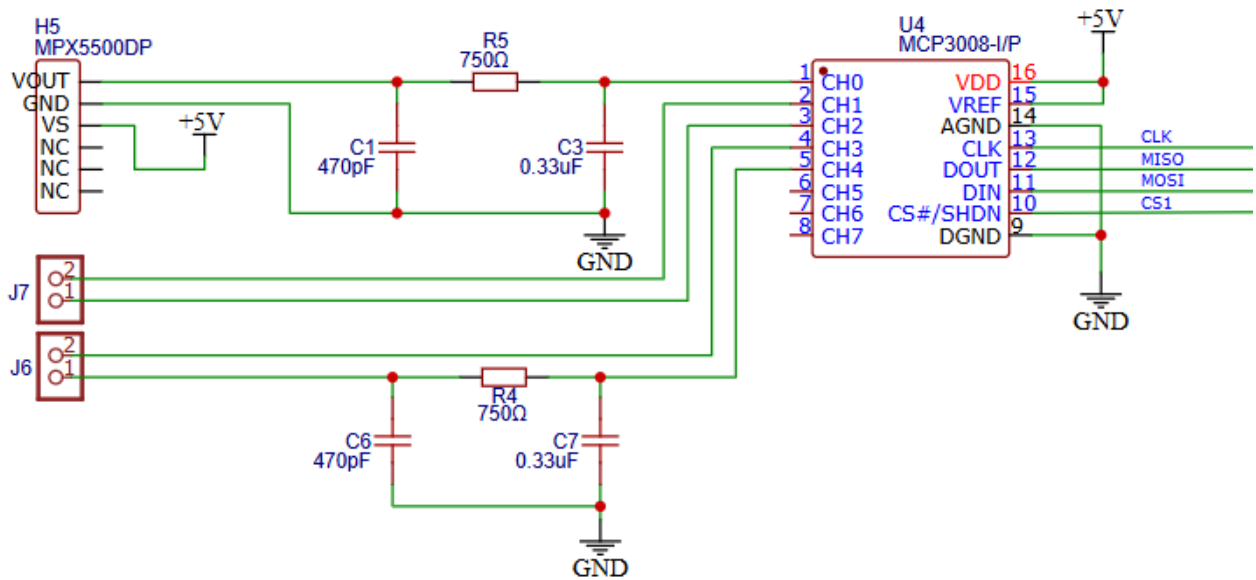 H5
MPX5500DP
VOUT
GND
VS
NC
NC
NC
+5V
R5
750Ω
C1
470pF
C3
0.33uF
GND
U4
MCP3008-I/P
+5V
1 CH0
2 CH1
3 CH2
4 CH3
5 CH4
6 CH5
7 CH6
8 CH7
VDD 16
VREF 15
AGND 14
CLK 13
DOUT 12
DIN 11
CS#/SHDN 10
DGND 9
CLK
MISO
MOSI
CS1
GND
J7
2
1
J6
2
1
R4
750Ω
C6
470pF
C7
0.33uF
GND